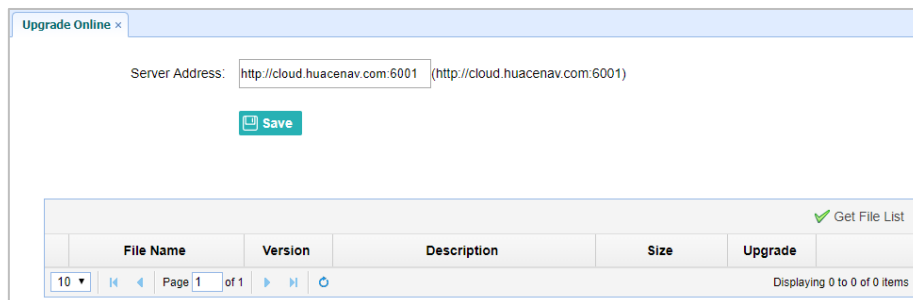 Upgrade Online ×
Server Address: http://cloud.huacenav.com:6001 (http://cloud.huacenav.com:6001)
Save
Get File List
File Name Version Description Size Upgrade
10 Page 1 of 1 Displaying 0 to 0 of 0 items